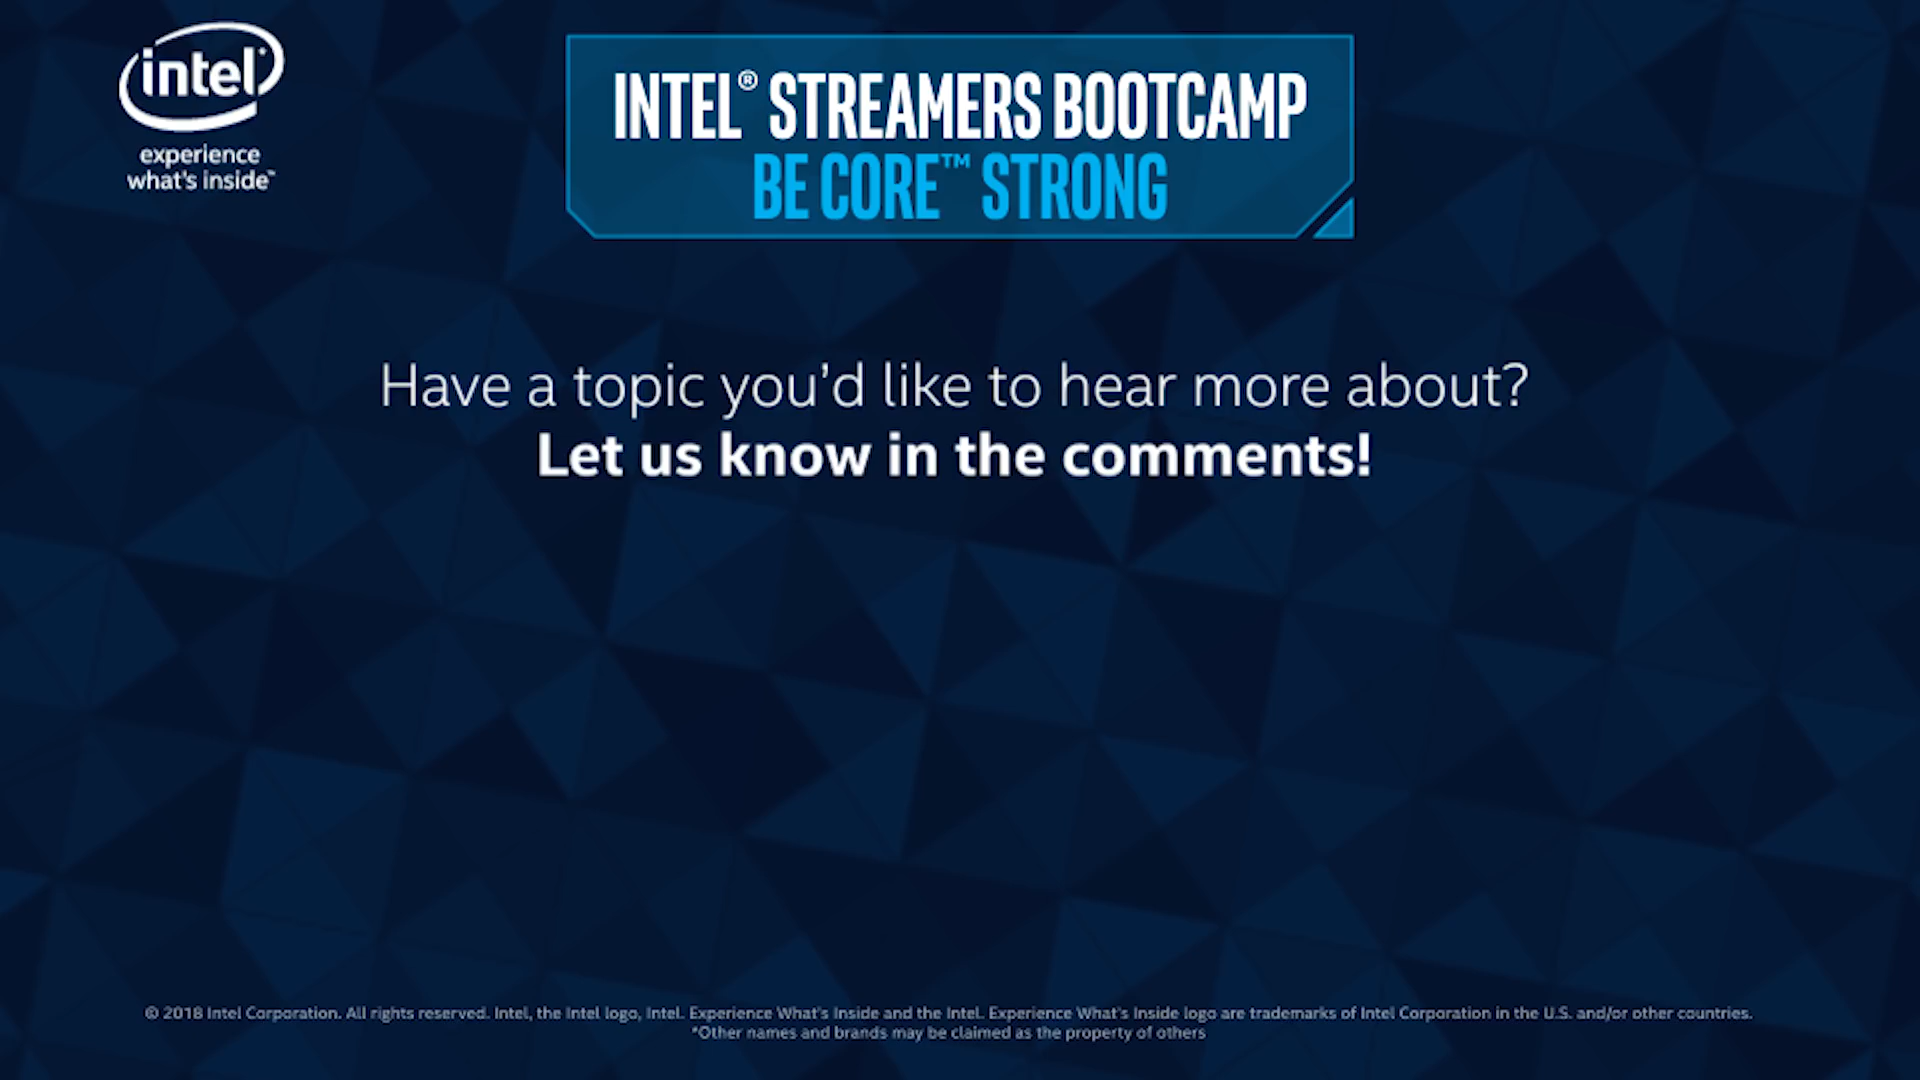 intel
experience
what's inside™
INTEL® STREAMERS BOOTCAMP
BE CORE™ STRONG
Have a topic you'd like to hear more about?
Let us know in the comments!
© 2018 Intel Corporation. All rights reserved. Intel, the Intel logo, Intel. Experience What's Inside and the Intel. Experience What's Inside logo are trademarks of Intel Corporation in the U.S. and/or other countries.
*Other names and brands may be claimed as the property of others